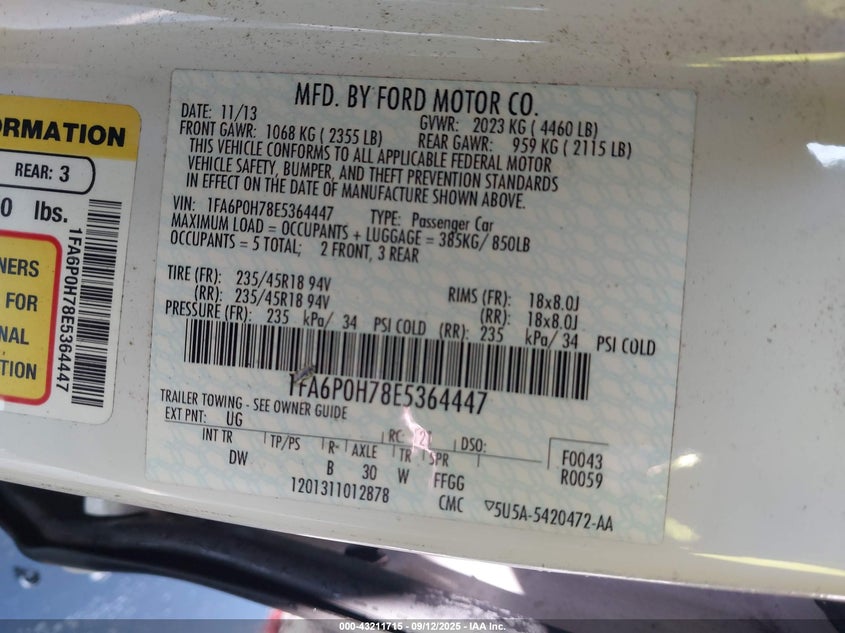 ORMATION
REAR: 3
0 lbs.
NERS
FOR
NAL
TION
1FA6P0H78E5364447
MFD. BY FORD MOTOR CO.
DATE: 11/13 GVWR: 2023 KG ( 4460 LB)
FRONT GAWR: 1068 KG ( 2355 LB) REAR GAWR: 959 KG ( 2115 LB)
THIS VEHICLE CONFORMS TO ALL APPLICABLE FEDERAL MOTOR
VEHICLE SAFETY, BUMPER, AND THEFT PREVENTION STANDARDS
IN EFFECT ON THE DATE OF MANUFACTURE SHOWN ABOVE.
VIN: 1FA6P0H78E5364447 TYPE: Passenger Car
MAXIMUM LOAD = OCCUPANTS + LUGGAGE = 385KG/ 850LB
OCCUPANTS = 5 TOTAL; 2 FRONT, 3 REAR
TIRE (FR): 235/45R18 94V RIMS (FR): 18x8.0J
(RR): 235/45R18 94V (RR): 18x8.0J
PRESSURE (FR): 235 kPa/ 34 PSI COLD (RR): 235 kPa/ 34 PSI COLD
1FA6P0H78E5364447
TRAILER TOWING - SEE OWNER GUIDE
EXT PNT: UG RC: 21 DSO: F0043
INT TR TP/PS R- AXLE TR SPR R0059
DW B 30 W FFGG
1201311012878 CMC ▽5U5A-5420472-AA
000-43211715 - 09/12/2025 - IAA Inc.